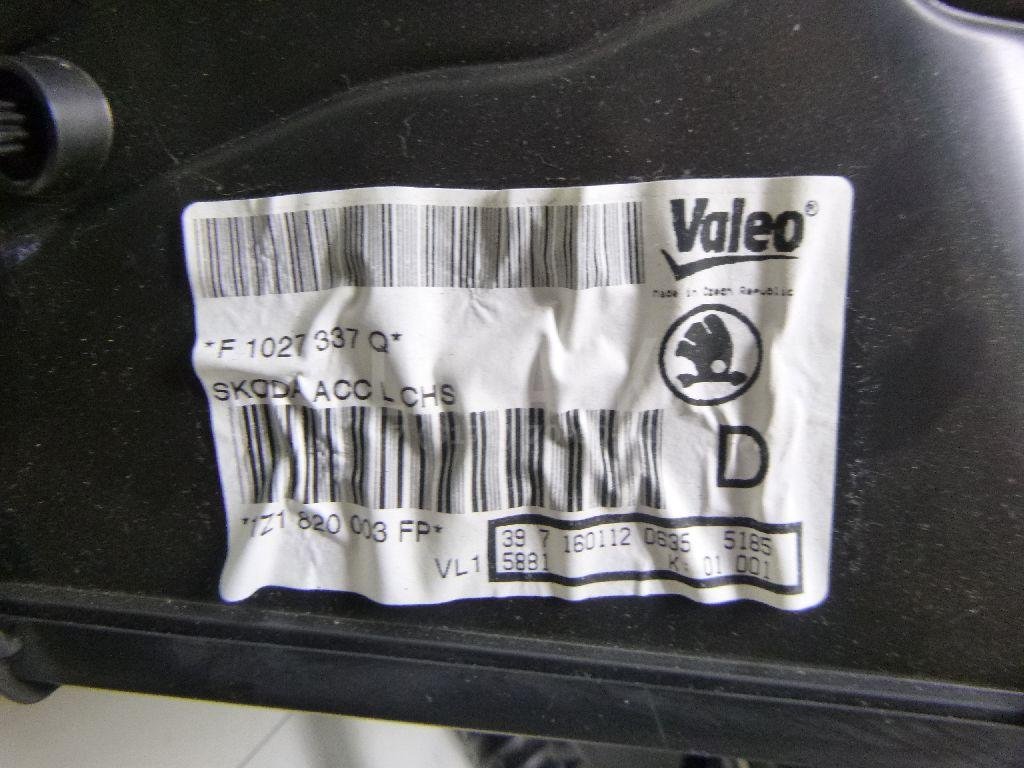 Valeo®
Made in Czech Republic
*F 1027 337 Q*
SKODA ACC L CHS
D
*1Z1 820 003 FP*
VL1
39 7 160112 0635 5185
5881 K: 01 001